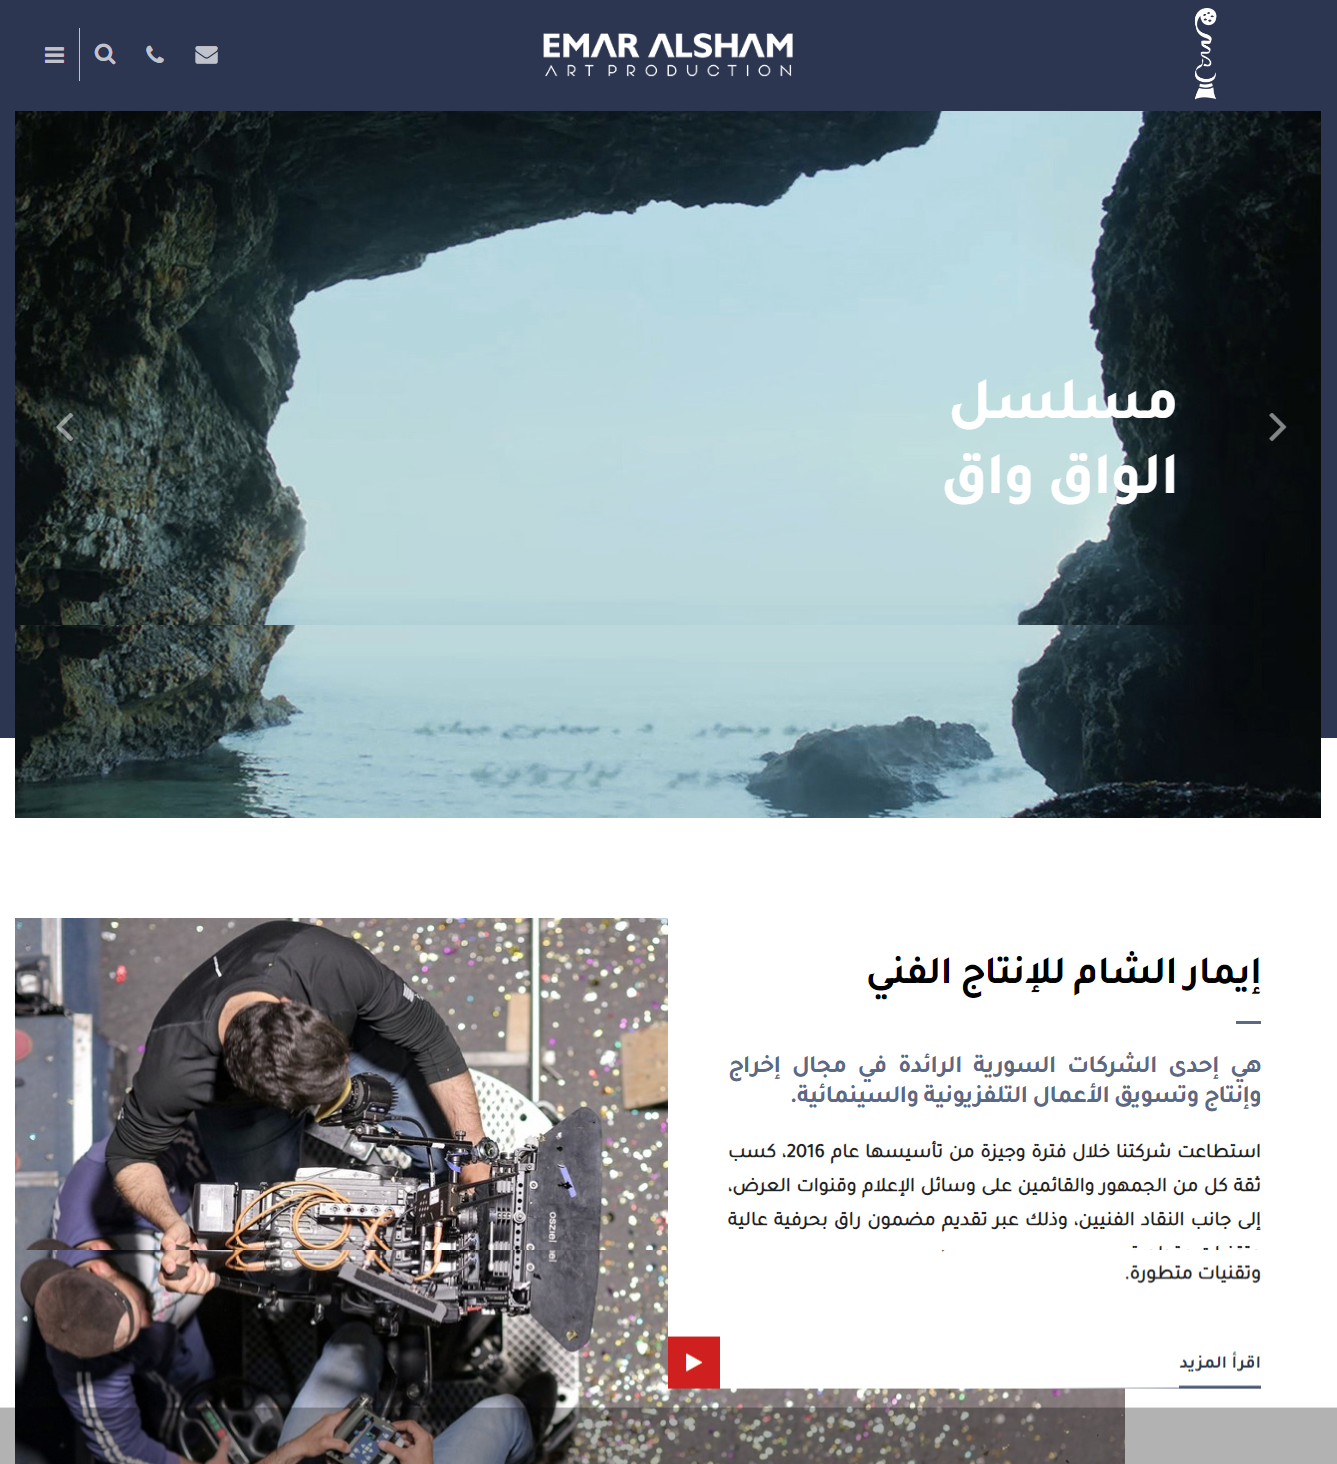 EMAR ALSHAM
ART PRODUCTION
مسلسل
الواق واق
إيمار الشام للإنتاج الفني
هي إحدى الشركات السورية الرائدة في مجال إخراج
وإنتاج وتسويق الأعمال التلفزيونية والسينمائية.
استطاعت شركتنا خلال فترة وجيزة من تأسيسها عام 2016، كسب
ثقة كل من الجمهور والقائمين على وسائل الإعلام وقنوات العرض،
إلى جانب النقاد الفنيين، وذلك عبر تقديم مضمون راق بحرفية عالية
وتقنيات متطورة.
اقرأ المزيد